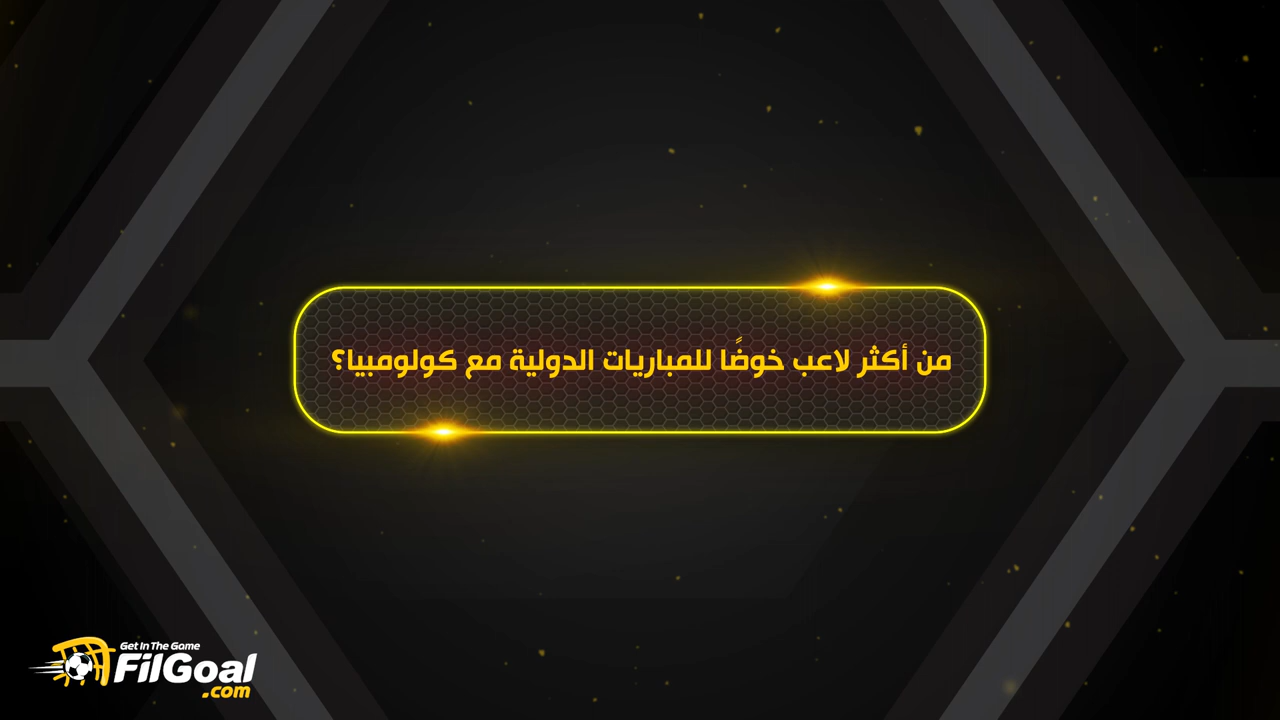 من أكثر لاعب خوضًا للمباريات الدولية مع كولومبيا؟
Get In The Game
FilGoal
.com